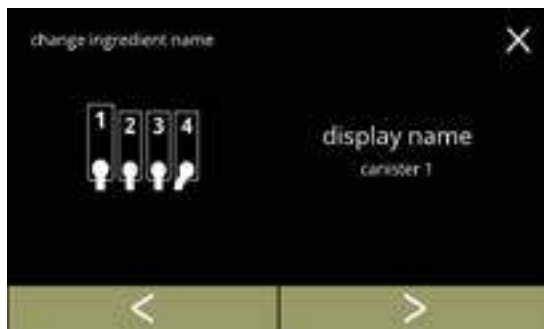 change ingredient name
1 2 3 4
display name
canister 1